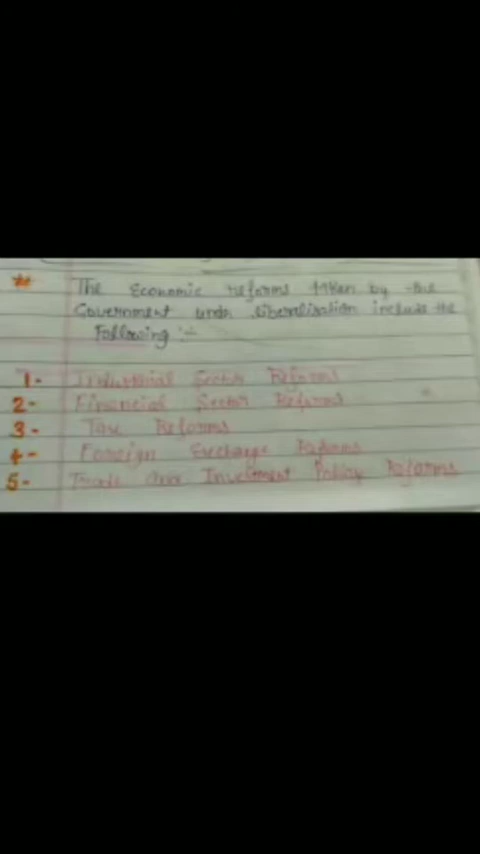 # The Economic reforms taken by the
Government under Liberalisation include the
Following :-
1- Industrial Sector Reforms
2- Financial Sector Reforms
3- Tax Reforms
4- Foreign Exchange Reforms
5- Trade and Investment Policy Reforms